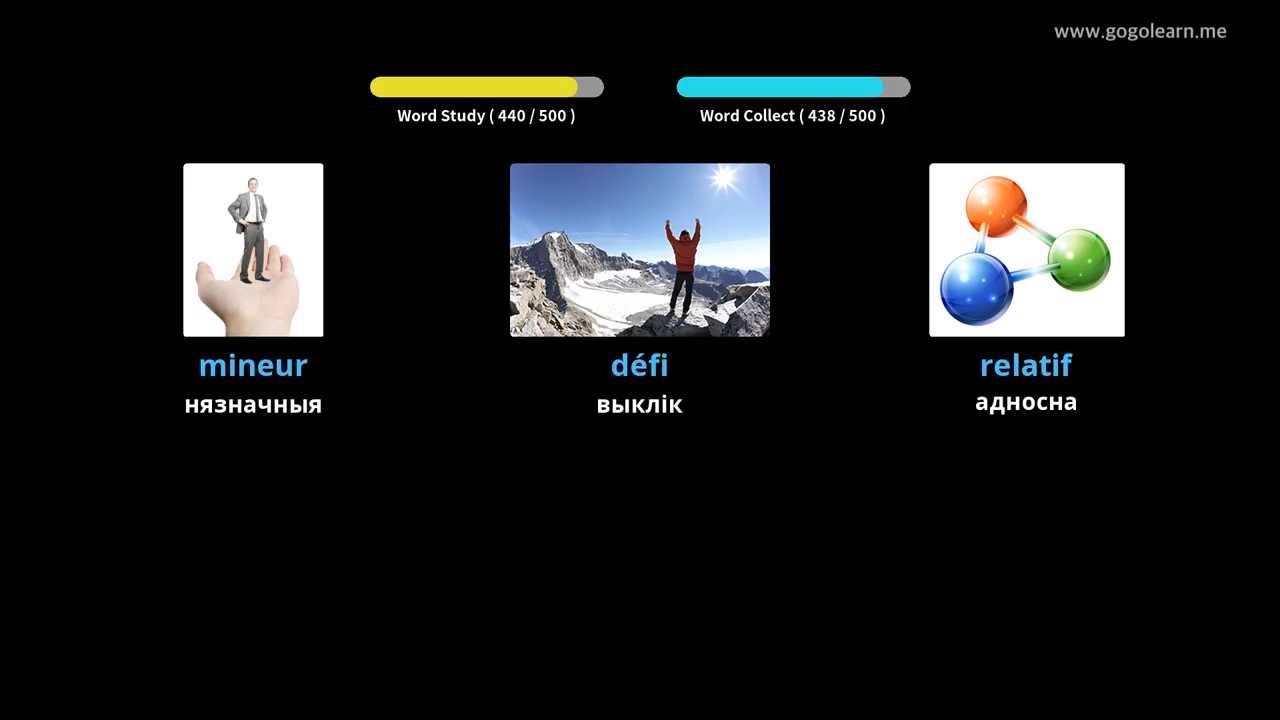 www.gogolearn.me
Word Study ( 440 / 500 )
Word Collect ( 438 / 500 )
mineur
нязначныя
défi
выклік
relatif
адносна